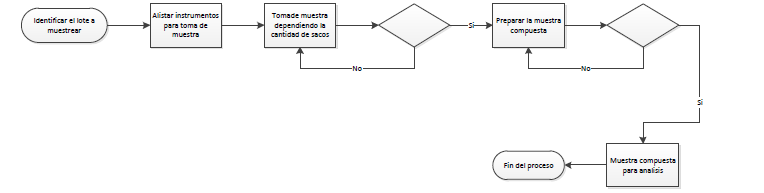 Identificar el lote a
muestrear
Alistar instrumentos
para toma de
muestra
Tomade muestra
dependiendo la
cantidad de sacos
Si
No
Preparar la muestra
compuesta
No
Si
Muestra compuesta
para analisis
Fin del proceso